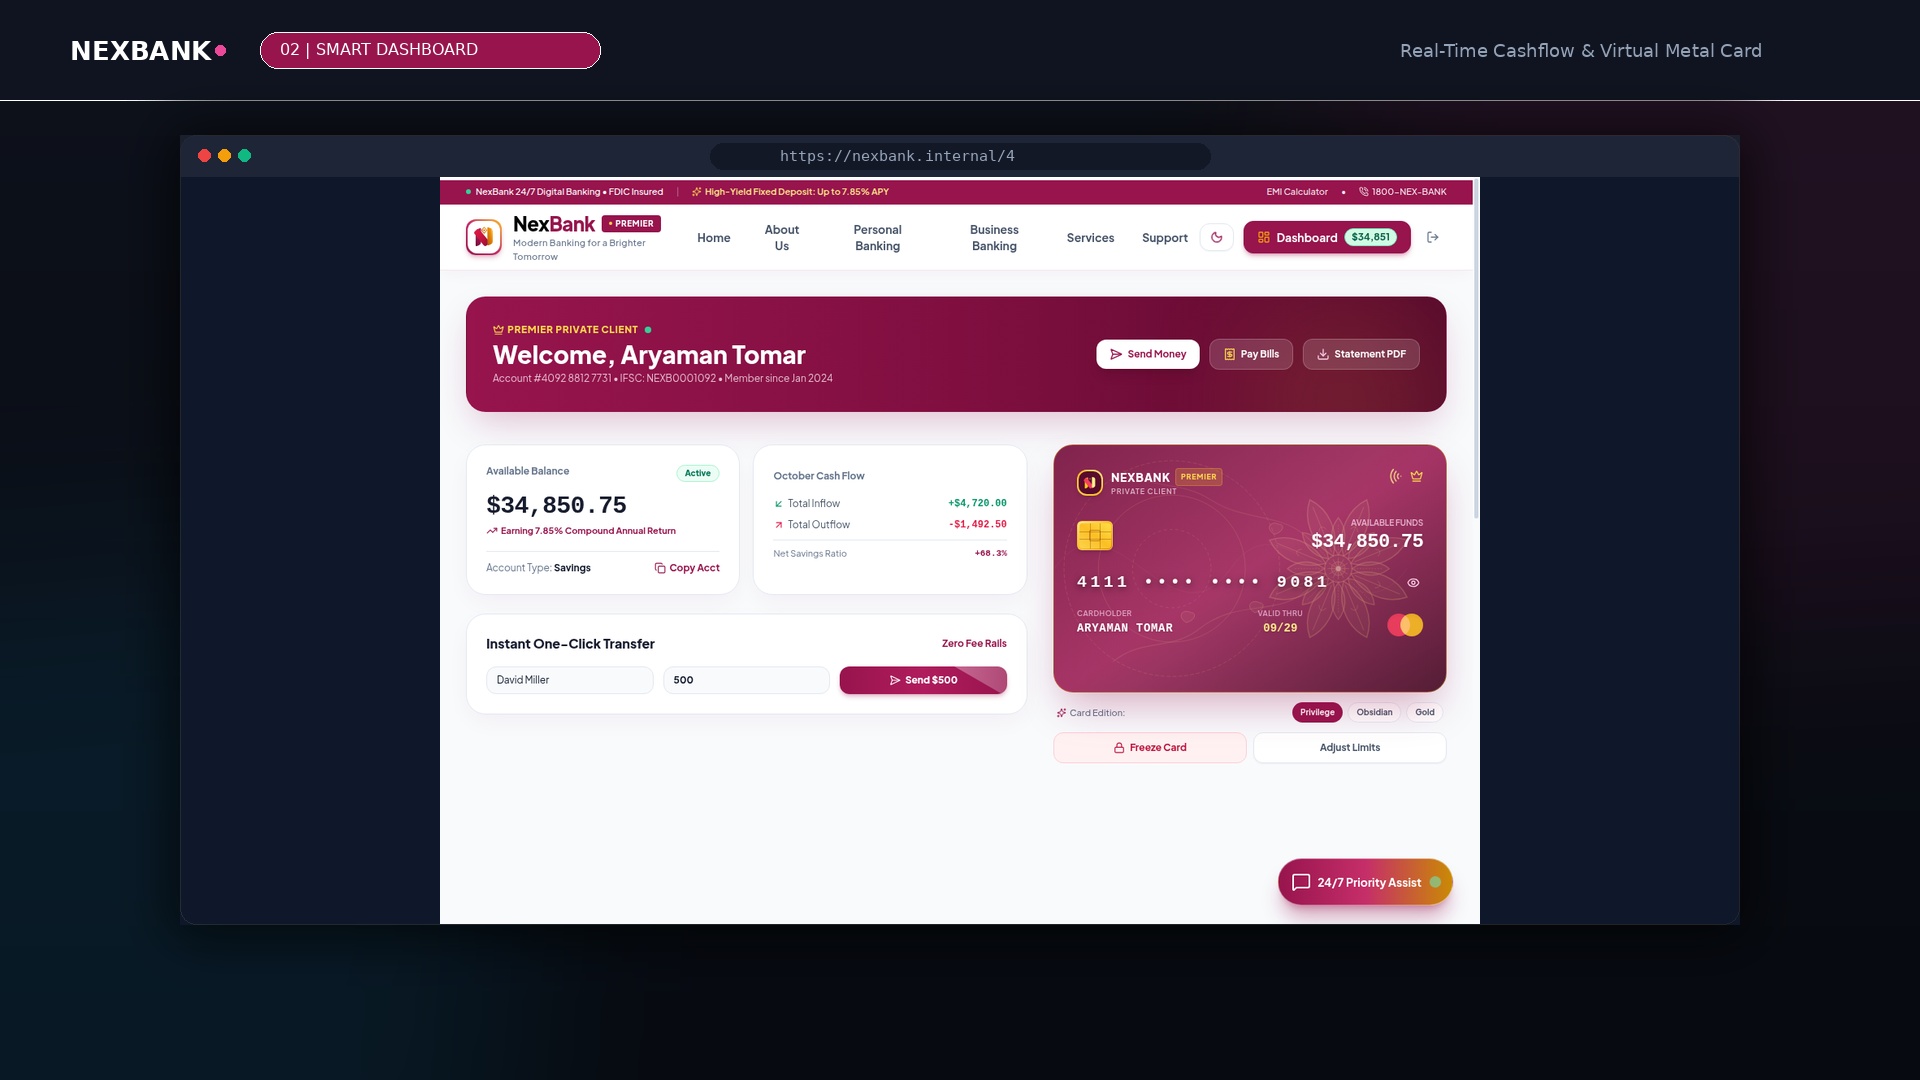 NEXBANK
02 | SMART DASHBOARD
Real-Time Cashflow & Virtual Metal Card
https://nexbank.internal/4
NexBank 24/7 Digital Banking • FDIC Insured | High-Yield Fixed Deposit: Up to 7.85% APY
EMI Calculator • 1800-NEX-BANK
NexBank • PREMIER
Modern Banking for a Brighter
Tomorrow
Home
About
Us
Personal
Banking
Business
Banking
Services
Support
Dashboard $34,851
PREMIER PRIVATE CLIENT
Welcome, Aryaman Tomar
Account #4092 8812 7731 • IFSC: NEXB0001092 • Member since Jan 2024
Send Money
Pay Bills
Statement PDF
Available Balance
Active
$34,850.75
Earning 7.85% Compound Annual Return
Account Type: Savings
Copy Acct
October Cash Flow
Total Inflow +$4,720.00
Total Outflow -$1,492.50
Net Savings Ratio +68.3%
NEXBANK PREMIER
PRIVATE CLIENT
AVAILABLE FUNDS
$34,850.75
4111 •••• •••• 9081
CARDHOLDER
ARYAMAN TOMAR
VALID THRU
09/29
Instant One-Click Transfer
Zero Fee Rails
David Miller
500
Send $500
Card Edition:
Privilege
Obsidian
Gold
Freeze Card
Adjust Limits
24/7 Priority Assist